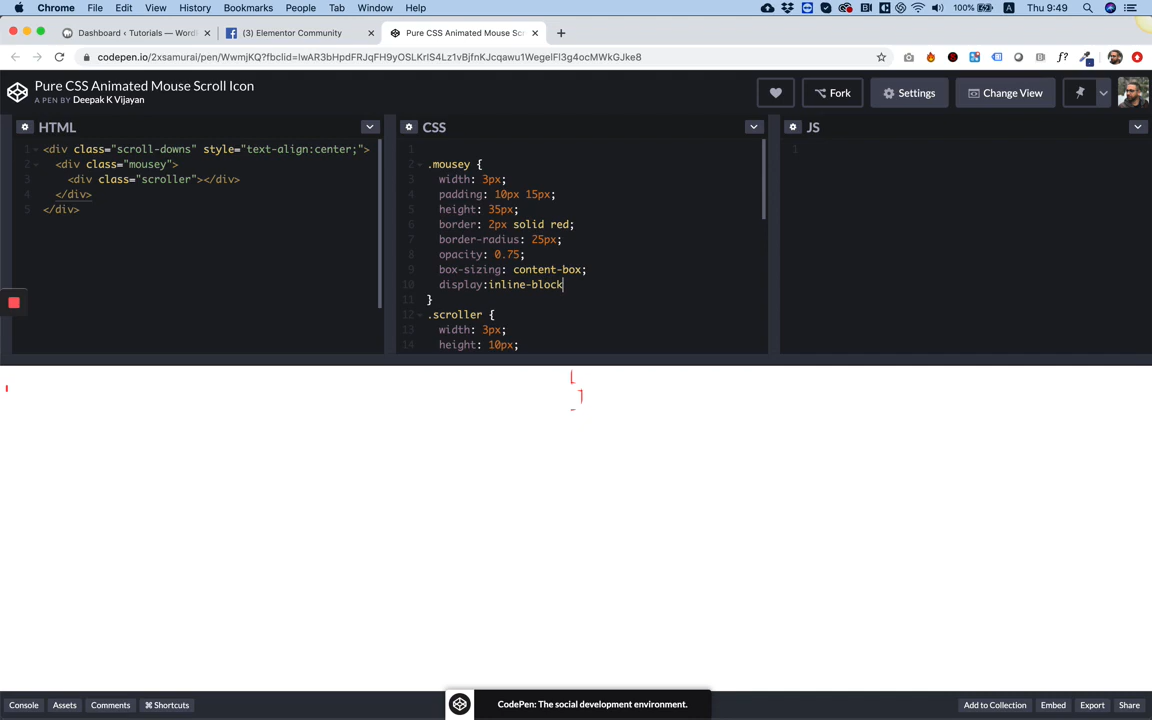 Chrome File Edit View History Bookmarks People Tab Window Help 100% Thu 9:49
Dashboard ‹ Tutorials — Word
(3) Elementor Community
Pure CSS Animated Mouse Scr
codepen.io/2xsamurai/pen/WwmjKQ?fbclid=IwAR3bHpdFRJqFH9yOSLKrIS4Lz1vBjfnKJcqawu1WegeIFI3g4ocMWkGJke8
Pure CSS Animated Mouse Scroll Icon
A PEN BY Deepak K Vijayan
Fork Settings Change View
HTML
1 <div class="scroll-downs" style="text-align:center;">
2 <div class="mousey">
3 <div class="scroller"></div>
4 </div>
5 </div>
CSS
1
2 .mousey {
3 width: 3px;
4 padding: 10px 15px;
5 height: 35px;
6 border: 2px solid red;
7 border-radius: 25px;
8 opacity: 0.75;
9 box-sizing: content-box;
10 display:inline-block
11 }
12 .scroller {
13 width: 3px;
14 height: 10px;
JS
1
Console Assets Comments ⌘ Shortcuts
CodePen: The social development environment.
Add to Collection Embed Export Share